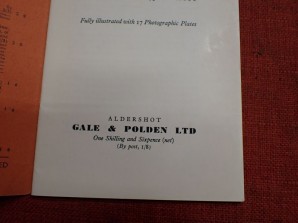 Fully illustrated with 17 Photographic Plates
ALDERSHOT
GALE & POLDEN LTD
One Shilling and Sixpence (net)
(By post, 1/8)